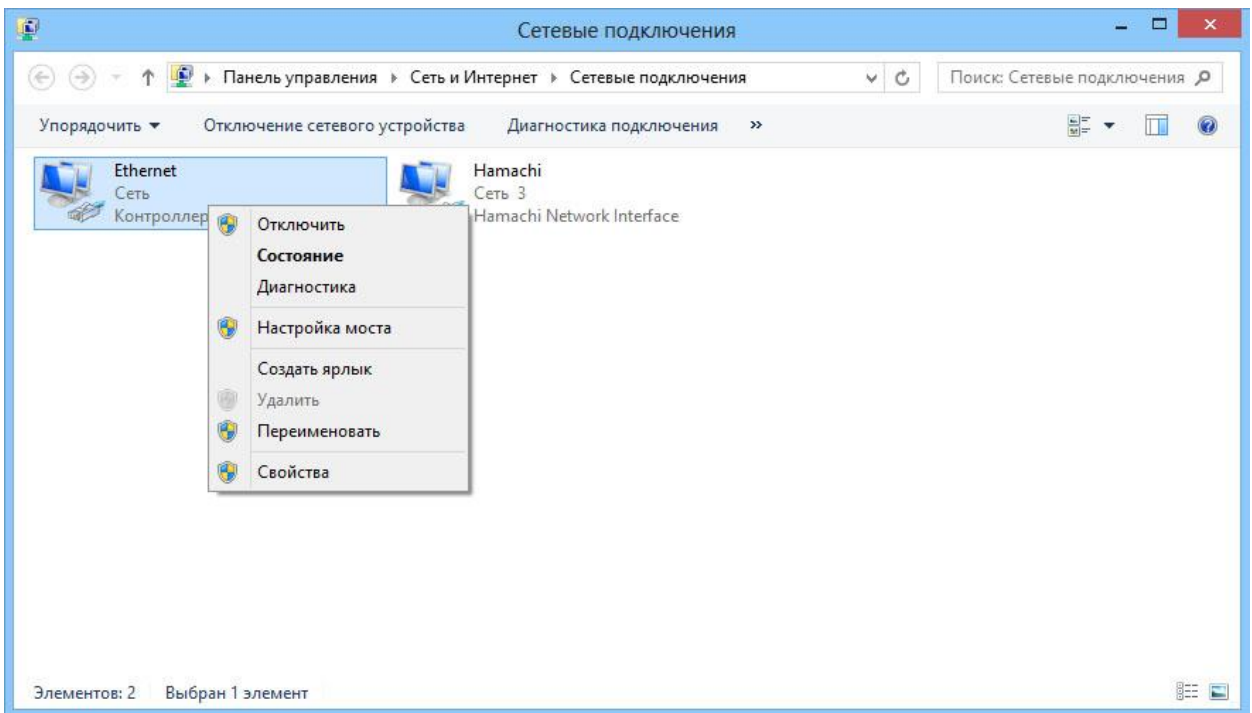 Сетевые подключения
Панель управления Сеть и Интернет Сетевые подключения
Поиск: Сетевые подключения
Упорядочить Отключение сетевого устройства Диагностика подключения »
Ethernet
Сеть
Контроллер
Hamachi
Сеть 3
Hamachi Network Interface
Отключить
Состояние
Диагностика
Настройка моста
Создать ярлык
Удалить
Переименовать
Свойства
Элементов: 2 Выбран 1 элемент